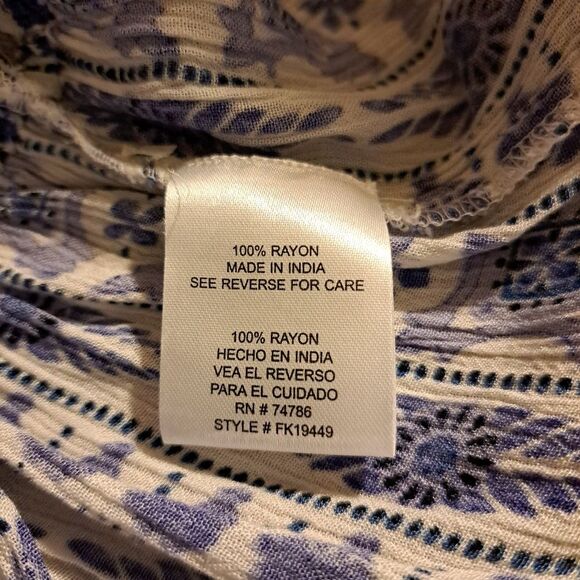 100% RAYON
MADE IN INDIA
SEE REVERSE FOR CARE
100% RAYON
HECHO EN INDIA
VEA EL REVERSO
PARA EL CUIDADO
RN # 74786
STYLE # FK19449